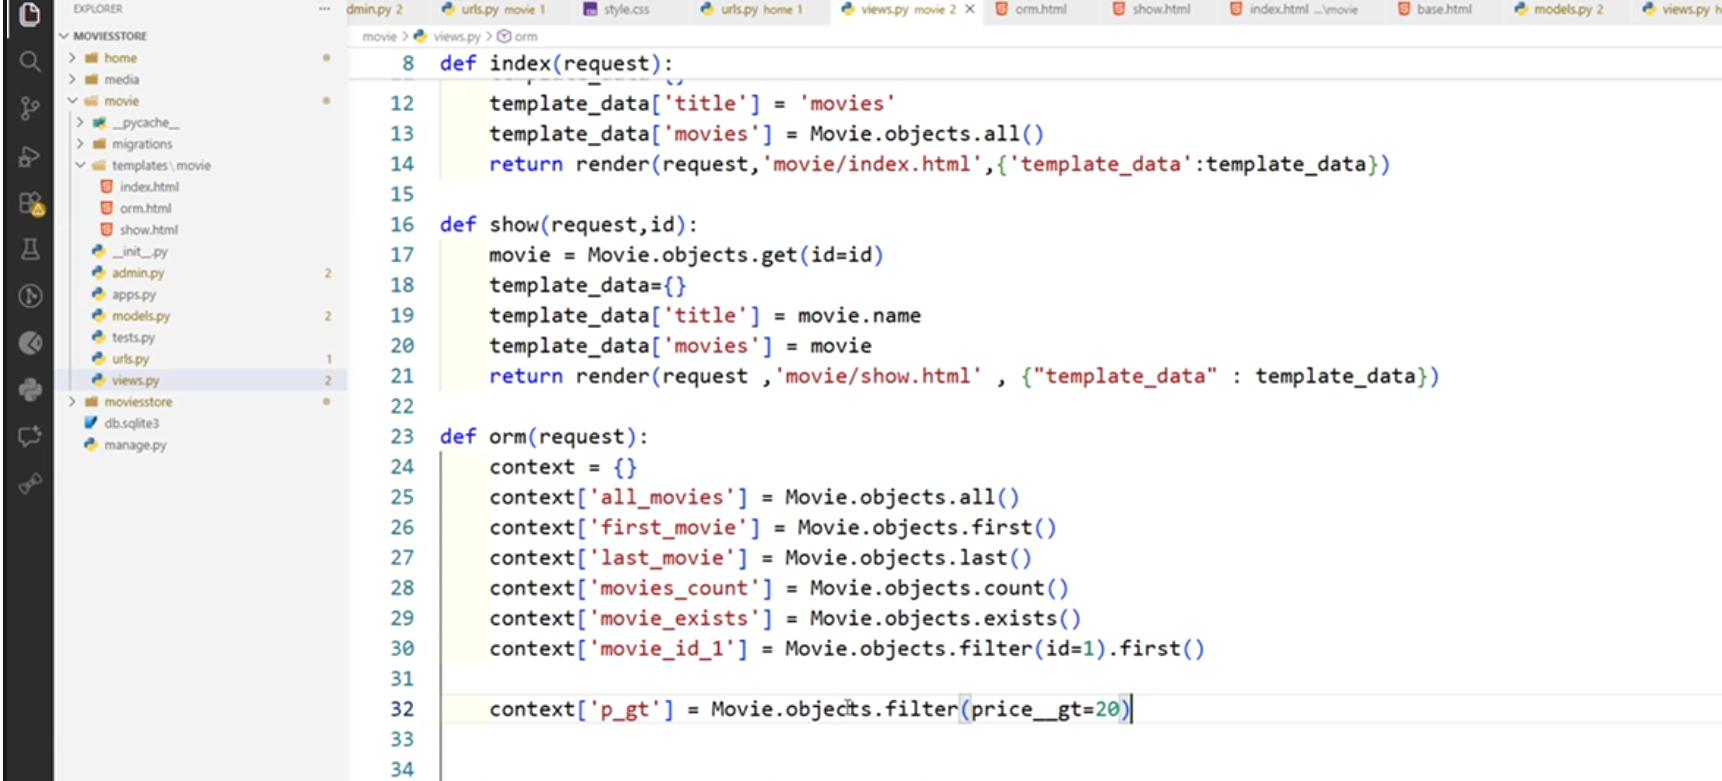 EXPLORER ...
MOVIESSTORE
home
media
movie
__pycache__
migrations
templates \ movie
index.html
orm.html
show.html
__init__.py
admin.py 2
apps.py
models.py 2
tests.py
urls.py 1
views.py 2
moviesstore
db.sqlite3
manage.py
dmin.py 2 urls.py movie 1 style.css urls.py home 1 views.py movie 2 × orm.html show.html index.html ...\movie base.html models.py 2 views.py h
movie > views.py > orm
8 def index(request):
12 template_data['title'] = 'movies'
13 template_data['movies'] = Movie.objects.all()
14 return render(request,'movie/index.html',{'template_data':template_data})
15
16 def show(request,id):
17 movie = Movie.objects.get(id=id)
18 template_data={}
19 template_data['title'] = movie.name
20 template_data['movies'] = movie
21 return render(request ,'movie/show.html' , {"template_data" : template_data})
22
23 def orm(request):
24 context = {}
25 context['all_movies'] = Movie.objects.all()
26 context['first_movie'] = Movie.objects.first()
27 context['last_movie'] = Movie.objects.last()
28 context['movies_count'] = Movie.objects.count()
29 context['movie_exists'] = Movie.objects.exists()
30 context['movie_id_1'] = Movie.objects.filter(id=1).first()
31
32 context['p_gt'] = Movie.objects.filter(price__gt=20)
33
34